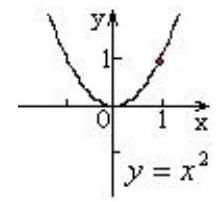 y
1
0 1 x
y = x²